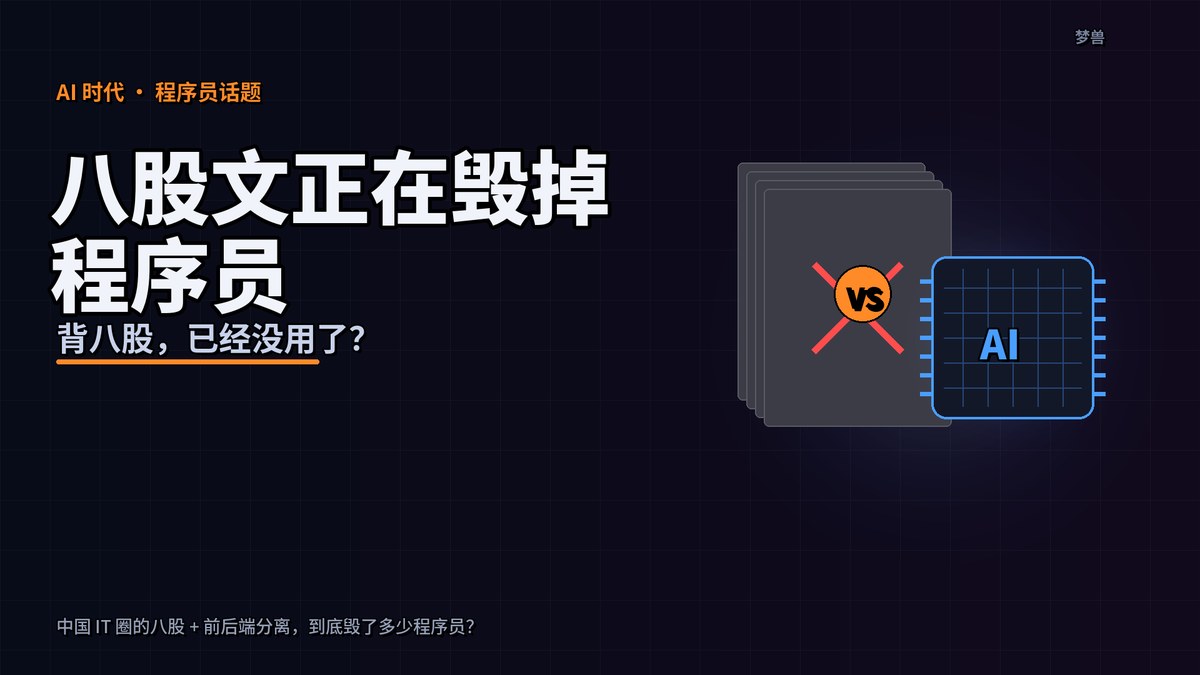 梦兽
AI 时代 · 程序员话题
八股文正在毁掉
程序员
背八股，已经没用了？
VS
AI
中国 IT 圈的八股 + 前后端分离，到底毁了多少程序员？